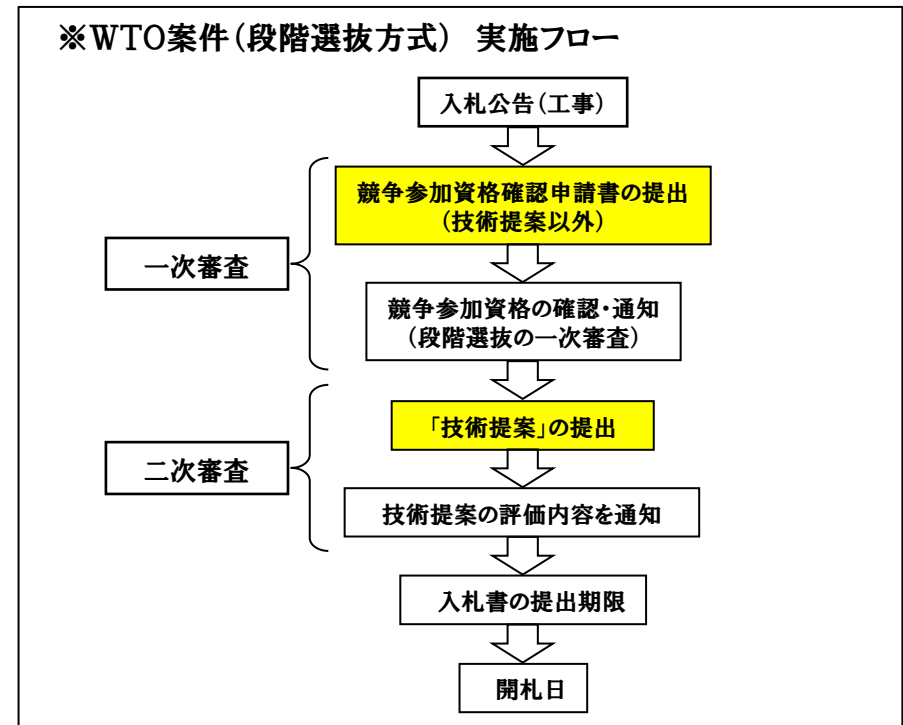 ※WTO案件(段階選抜方式) 実施フロー
入札公告(工事)
競争参加資格確認申請書の提出
(技術提案以外)
一次審査
競争参加資格の確認・通知
(段階選抜の一次審査)
「技術提案」の提出
二次審査
技術提案の評価内容を通知
入札書の提出期限
開札日